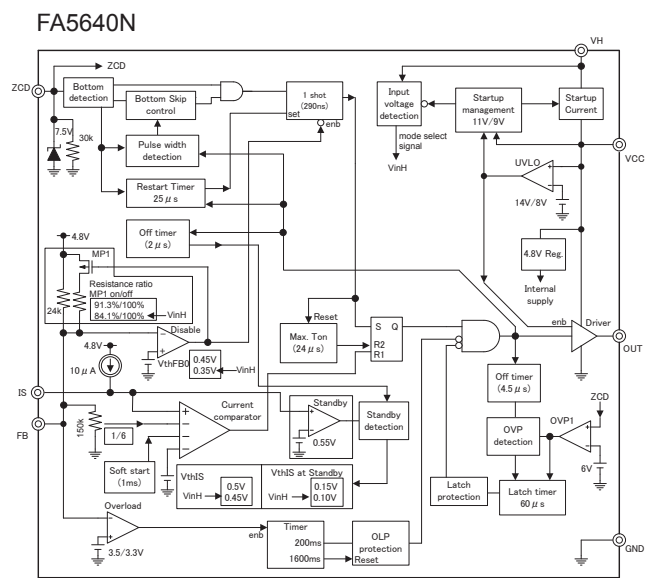 FA5640N
VH
ZCD
ZCD
Bottom
detection
Bottom Skip
control
1 shot
(290ns)
set
enb
Input
voltage
detection
Startup
management
11V/9V
Startup
Current
mode select
signal
VinH
VCC
7.5V
30k
Pulse width
detection
UVLO
14V/8V
Restart Timer
25 μ s
Off timer
(2 μ s)
4.8V Reg.
Internal
supply
4.8V
MP1
24k
Resistance ratio
MP1 on/off
91.3%/100%
84.1%/100%
VinH
Disable
Reset
Max. Ton
(24 μ s)
S Q
R2
R1
enb
Driver
OUT
4.8V
10 μ A
VthFB0
0.45V
0.35V
VinH
Off timer
(4.5 μ s)
IS
FB
150k
1/6
Current
comparator
Standby
0.55V
Standby
detection
ZCD
OVP
detection
OVP1
6V
Soft start
(1ms)
VthIS
VinH
0.5V
0.45V
VthIS at Standby
VinH
0.15V
0.10V
Latch
protection
Latch timer
60 μ s
Overload
3.5/3.3V
enb
Timer
200ms
1600ms
OLP
protection
Reset
GND